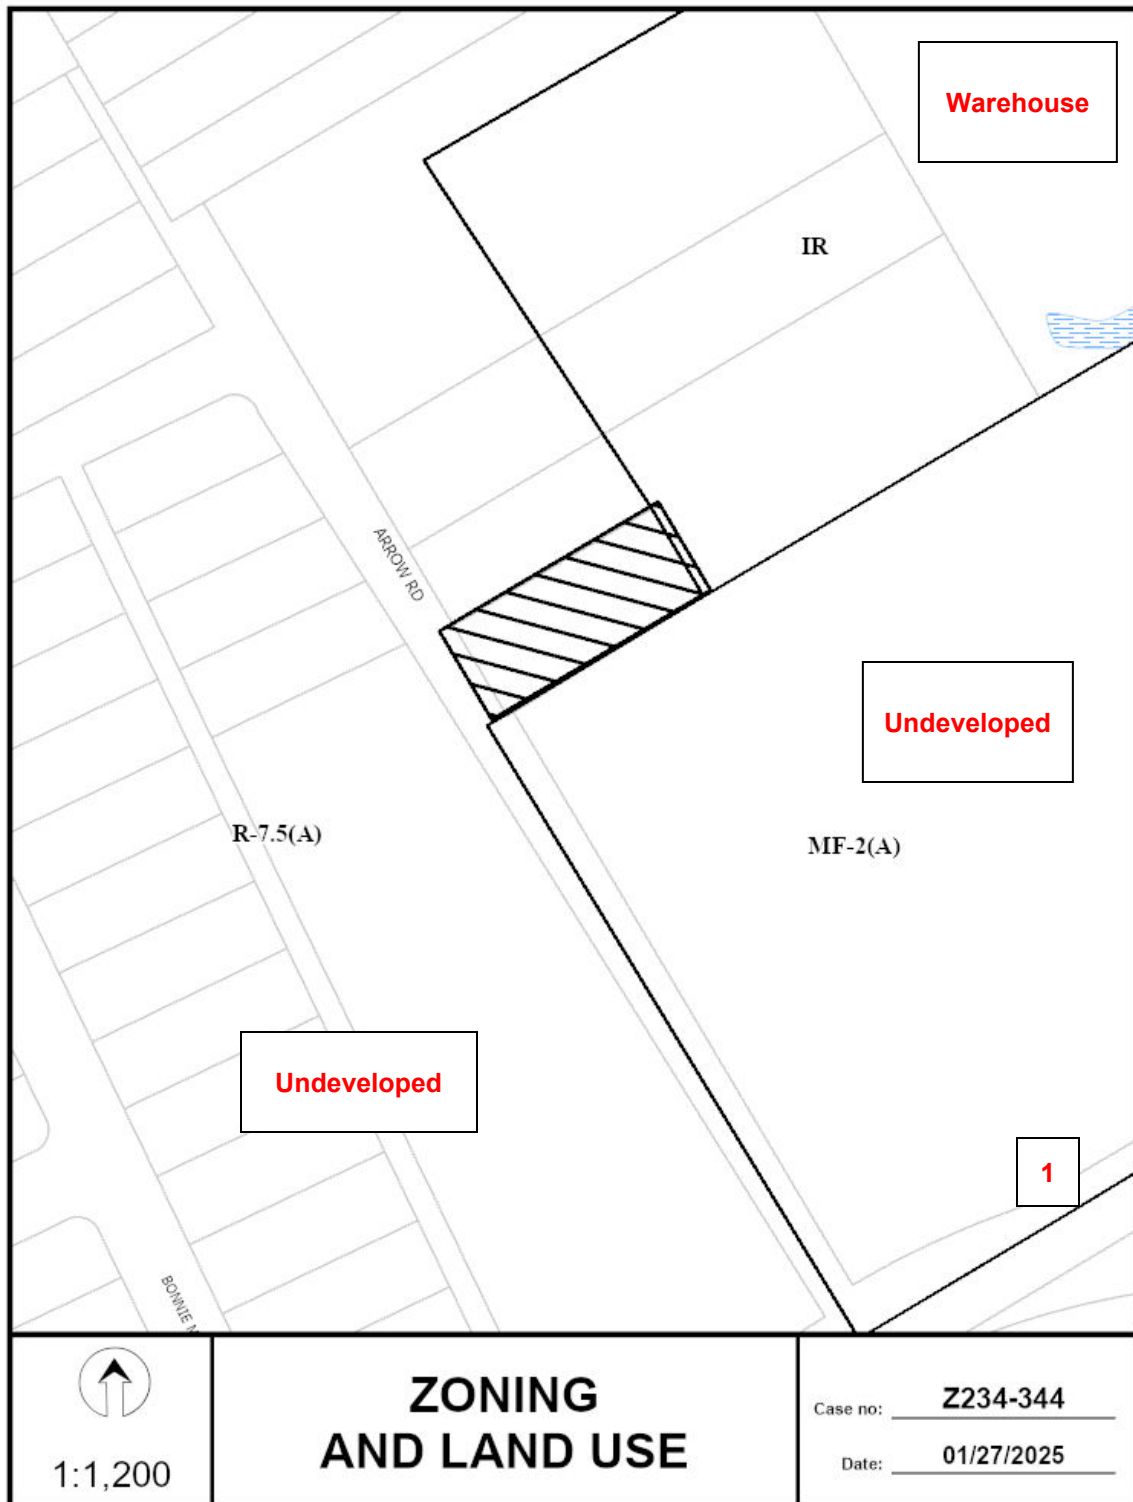 Warehouse
IR
ARROW RD
Undeveloped
R-7.5(A)
MF-2(A)
Undeveloped
1
BONNIE
ZONING
AND LAND USE
1:1,200
Case no: Z234-344
Date: 01/27/2025